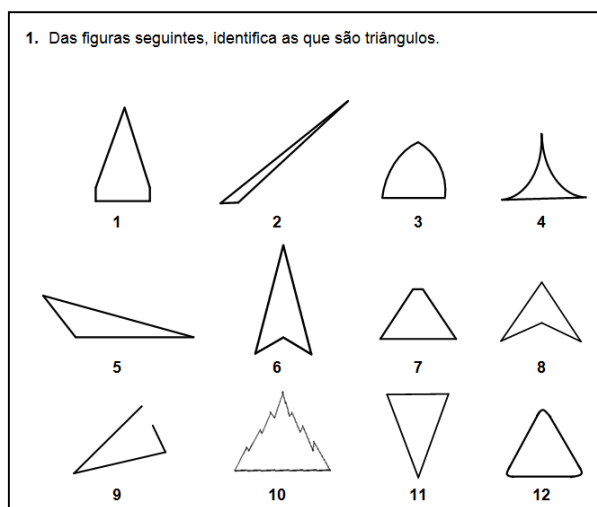 1. Das figuras seguintes, identifica as que são triângulos.
1 2 3 4
5 6 7 8
9 10 11 12